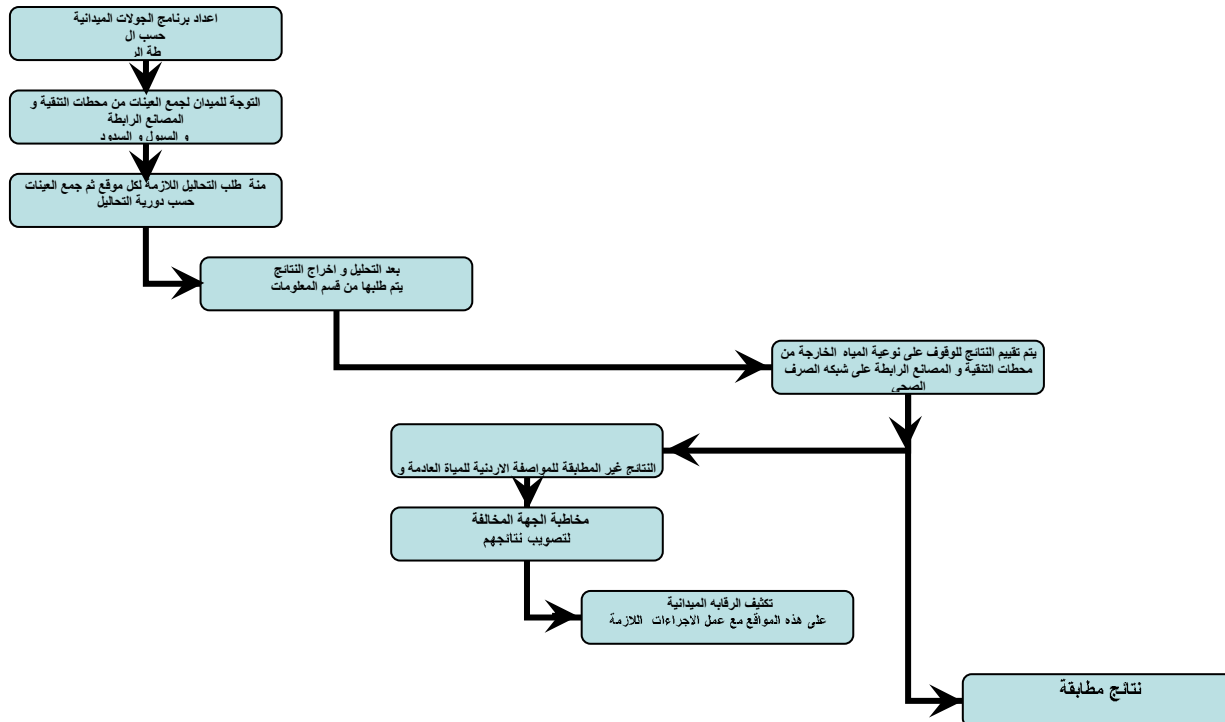 اعداد برنامج الجولات الميدانية
حسب ال
طة الر
التوجة للميدان لجمع العينات من محطات التنقية و
المصانع الرابطة
و السيول و السدود
منة طلب التحاليل اللازمة لكل موقع ثم جمع العينات
حسب دورية التحاليل
بعد التحليل و اخراج النتائج
يتم طلبها من قسم المعلومات
يتم تقييم النتائج للوقوف على نوعية المياه الخارجة من
محطات التنقية و المصانع الرابطة على شبكه الصرف
الصحي
النتائج غير المطابقة للمواصفة الاردنية للمياة العادمة و
مخاطبة الجهة المخالفة
لتصويب نتائجهم
تكثيف الرقابه الميدانية
على هذه المواقع مع عمل الاجراءات اللازمة
نتائج مطابقة